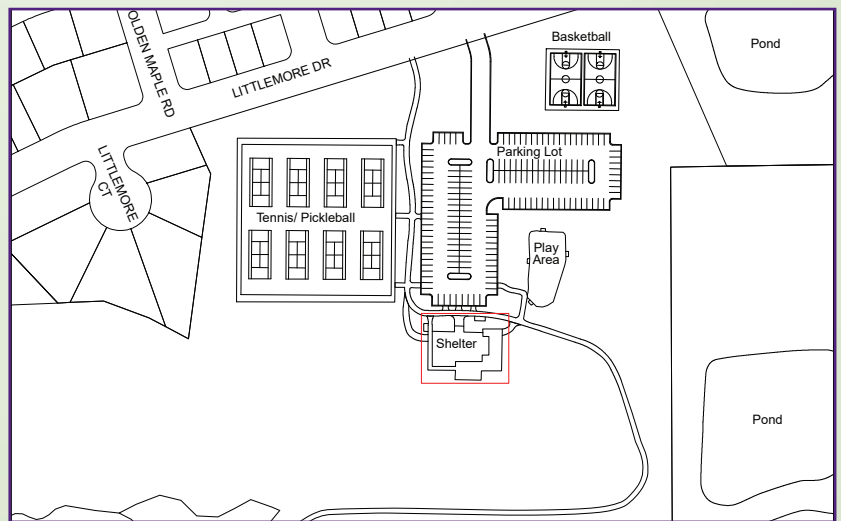 OLDEN MAPLE RD
LITTLEMORE DR
Basketball
Pond
LITTLEMORE
CT
Parking Lot
Tennis/ Pickleball
Play
Area
Shelter
Pond